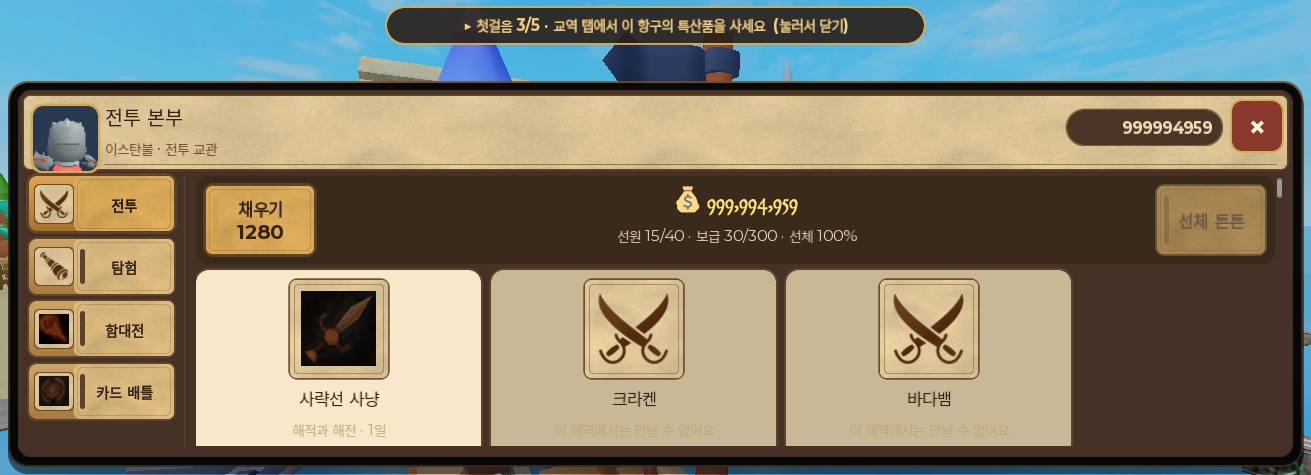 ▸ 첫걸음 3/5 · 교역 탭에서 이 항구의 특산품을 사세요 (눌러서 닫기)
전투 본부
이스탄불 · 전투 교관
999994959
×
전투
탐험
함대전
카드 배틀
채우기
1280
$ 999,994,959
선원 15/40 · 보급 30/300 · 선체 100%
선체 튼튼
사략선 사냥
해적과 해전 · 1일
크라켄
이 해역에서는 만날 수 없어요
바다뱀
이 해역에서는 만날 수 없어요